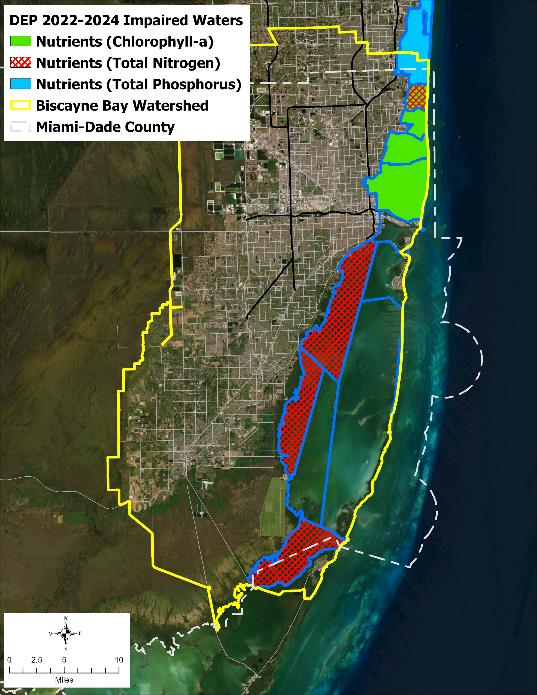 DEP 2022-2024 Impaired Waters
Nutrients (Chlorophyll-a)
Nutrients (Total Nitrogen)
Nutrients (Total Phosphorus)
Biscayne Bay Watershed
Miami-Dade County
N
W E
S
0 2.5 5 10
Miles